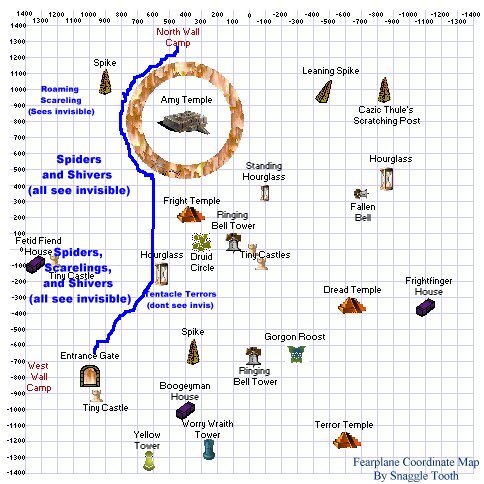 1400 1300 1200 1100 1000 900 800 700 600 500 400 300 200 100 0 -100 -200 -300 -400 -500 -600 -700 -800 -900 -1000 -1100 -1200 -1300 -1400
1400
1300
1200
1100
1000
900
800
700
600
500
400
300
200
100
0
-100
-200
-300
-400
-500
-600
-700
-800
-900
-1000
-1100
-1200
-1300
-1400
North Wall
Camp
Spike
Leaning Spike
Roaming
Scareling
(Sees invisible)
Amy Temple
Cazic Thule's
Scratching Post
Spiders
and Shivers
(all see invisible)
Standing
Hourglass
Hourglass
Fright Temple
Ringing
Bell Tower
Fallen
Bell
Fetid Fiend
House
Spiders,
Scarelings,
and Shivers
(all see invisible)
Tiny Castle
Hourglass
Druid
Circle
Tiny Castle
Tentacle Terrors
(dont see invis)
Dread Temple
Frightfinger
House
Spike
Gorgon Roost
Entrance Gate
West
Wall
Camp
Ringing
Bell Tower
Boogeyman
House
Tiny Castle
Yellow
Tower
Worry Wraith
Tower
Terror Temple
Fearplane Coordinate Map
By Snaggle Tooth